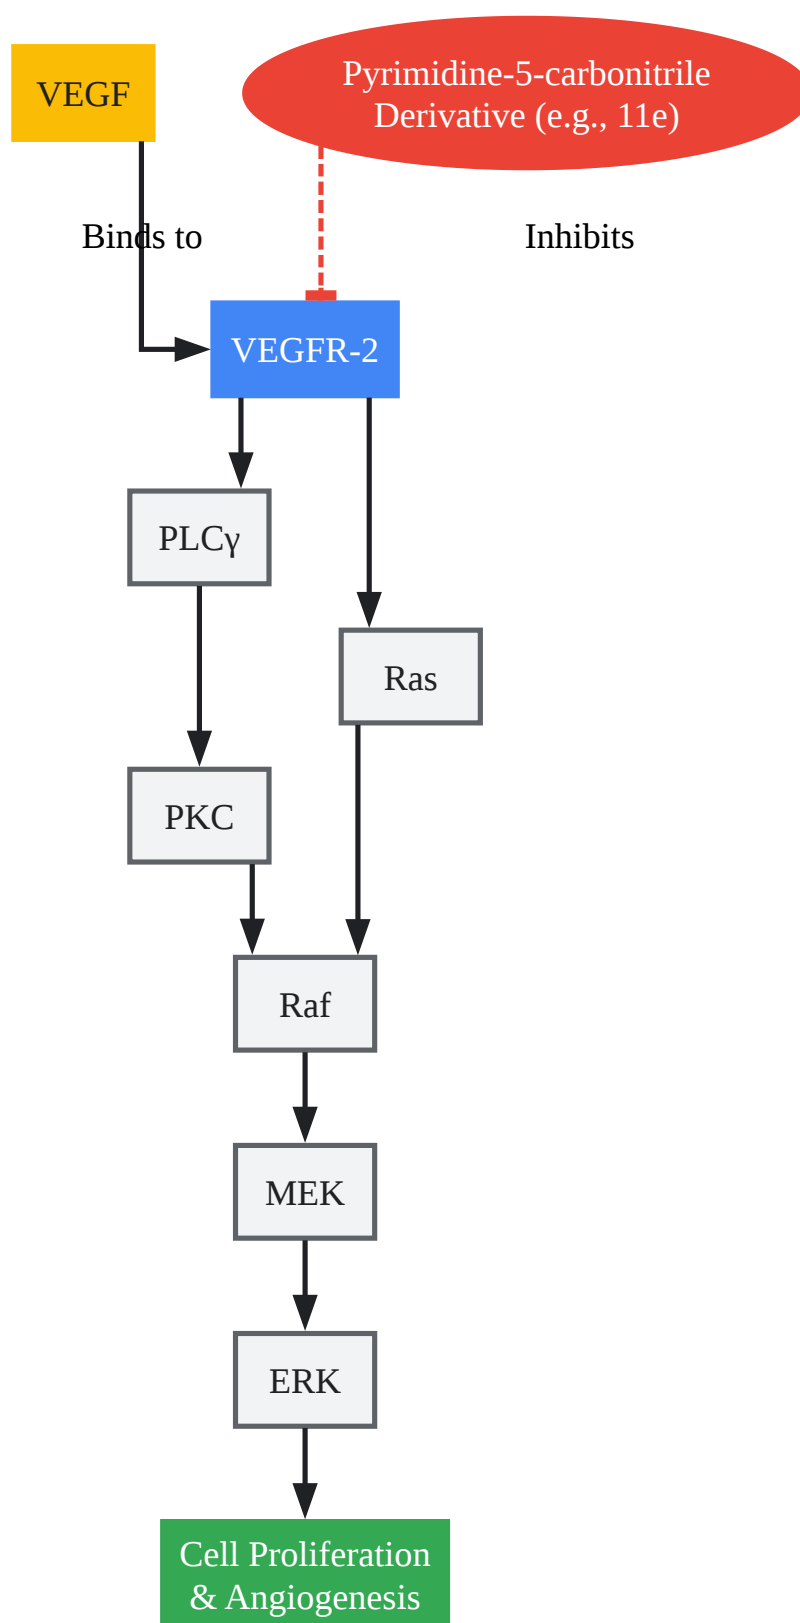 VEGF
Pyrimidine-5-carbonitrile
Derivative (e.g., 11e)
Binds to
Inhibits
VEGFR-2
PLCγ
Ras
PKC
Raf
MEK
ERK
Cell Proliferation
& Angiogenesis